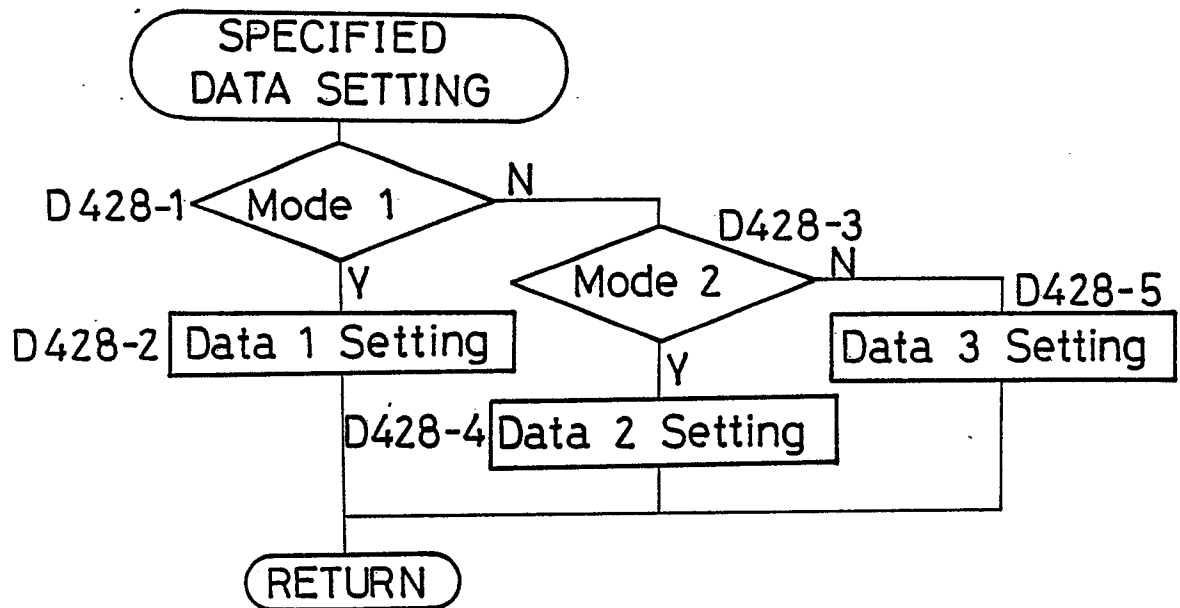 SPECIFIED
DATA SETTING
D428-1
Mode 1
N
D428-3
Mode 2
N
Y
D428-5
D428-2
Data 1 Setting
Data 3 Setting
Y
D428-4
Data 2 Setting
RETURN